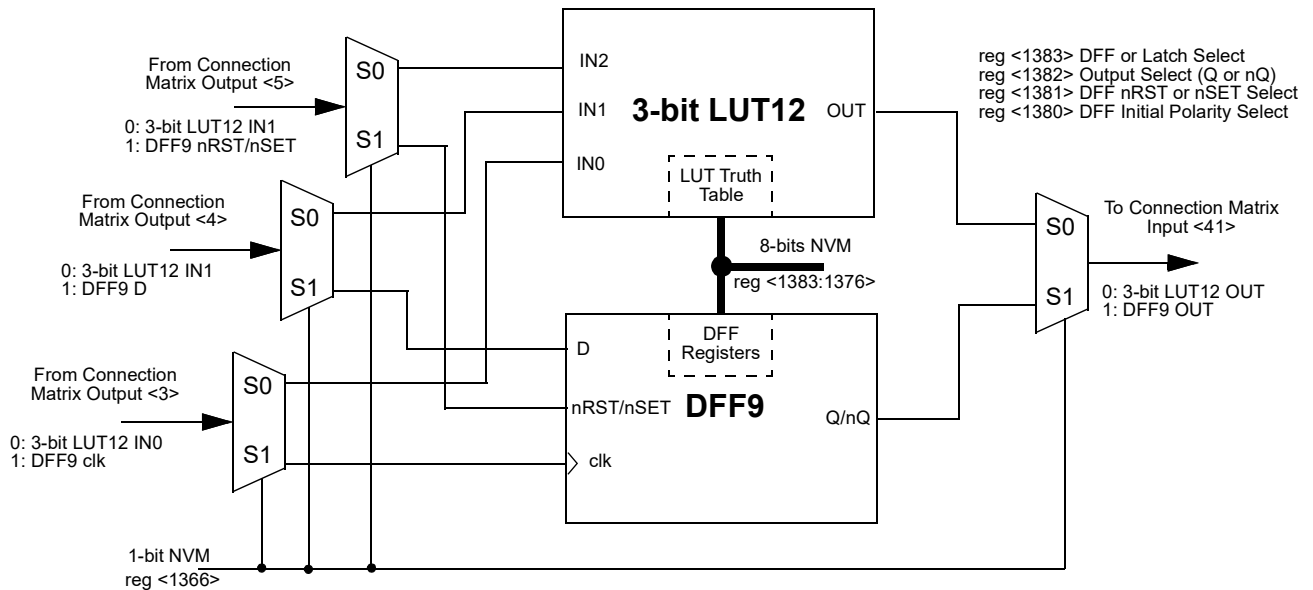 From Connection
Matrix Output <5>
0: 3-bit LUT12 IN1
1: DFF9 nRST/nSET
S0
S1
From Connection
Matrix Output <4>
0: 3-bit LUT12 IN1
1: DFF9 D
S0
S1
From Connection
Matrix Output <3>
0: 3-bit LUT12 IN0
1: DFF9 clk
S0
S1
1-bit NVM
reg <1366>
IN2
IN1
IN0
3-bit LUT12
OUT
LUT Truth
Table
8-bits NVM
reg <1383:1376>
DFF
Registers
D
nRST/nSET
clk
DFF9
Q/nQ
reg <1383> DFF or Latch Select
reg <1382> Output Select (Q or nQ)
reg <1381> DFF nRST or nSET Select
reg <1380> DFF Initial Polarity Select
S0
S1
To Connection Matrix
Input <41>
0: 3-bit LUT12 OUT
1: DFF9 OUT